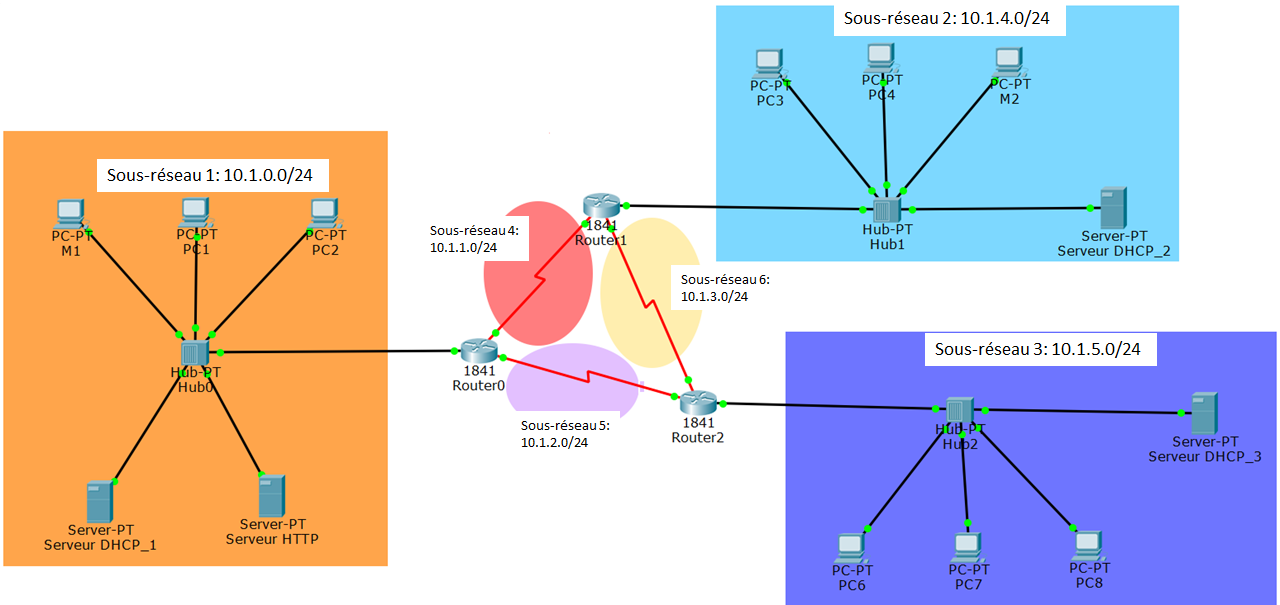 Sous-réseau 2: 10.1.4.0/24
PC-PT
PC3
PC-PT
PC4
PC-PT
M2
1841
Router1
Hub-PT
Hub1
Server-PT
Serveur DHCP_2
Sous-réseau 1: 10.1.0.0/24
PC-PT
M1
PC-PT
PC1
PC-PT
PC2
Hub-PT
Hub0
Server-PT
Serveur DHCP_1
Server-PT
Serveur HTTP
Sous-réseau 4:
10.1.1.0/24
Sous-réseau 6:
10.1.3.0/24
1841
Router0
Sous-réseau 5:
10.1.2.0/24
1841
Router2
Sous-réseau 3: 10.1.5.0/24
Hub-PT
Hub2
Server-PT
Serveur DHCP_3
PC-PT
PC6
PC-PT
PC7
PC-PT
PC8